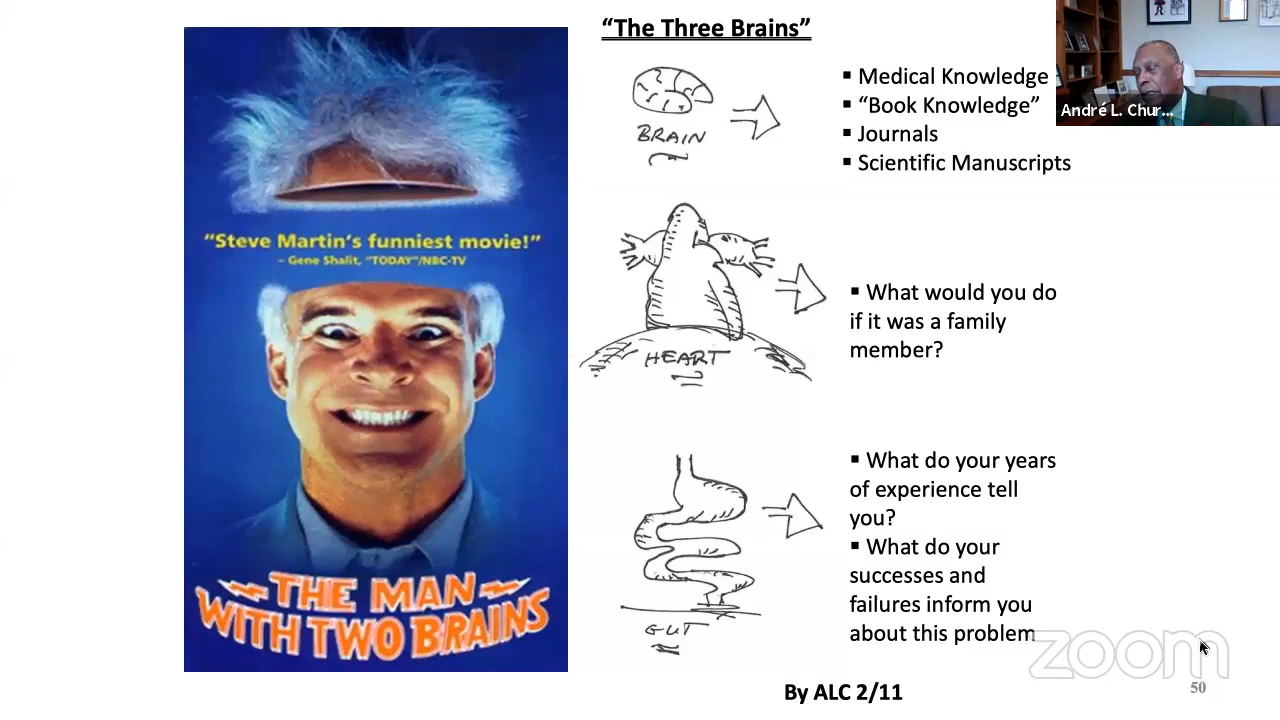 “The Three Brains”
“Steve Martin's funniest movie!”
– Gene Shalit, “TODAY”/NBC-TV
THE MAN
WITH TWO BRAINS
BRAIN
▪ Medical Knowledge
▪ “Book Knowledge”
▪ Journals
▪ Scientific Manuscripts
André L. Chur...
HEART
▪ What would you do
if it was a family
member?
GUT
▪ What do your years
of experience tell
you?
▪ What do your
successes and
failures inform you
about this problem
zoom
By ALC 2/11
50